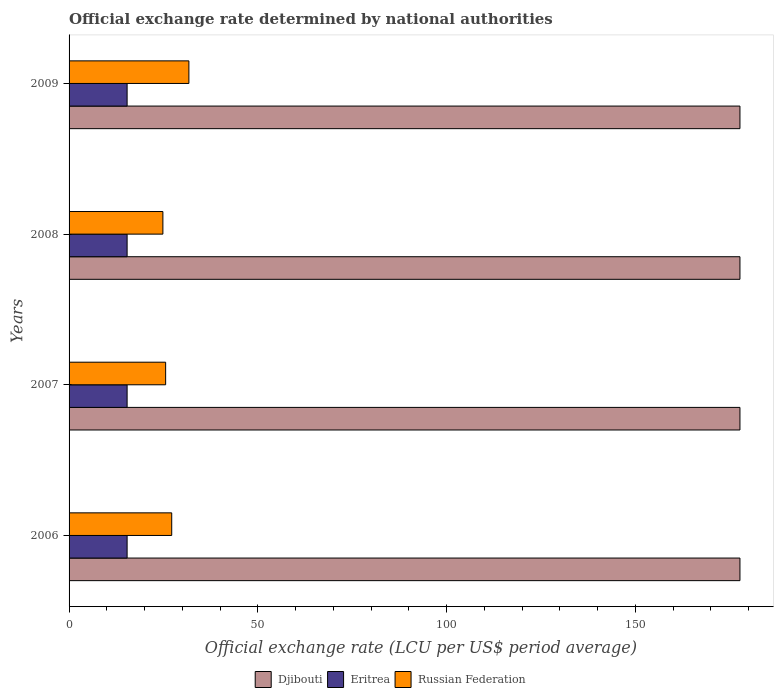 Official exchange rate determined by national authorities
2009
2008
Years
2007
2006
0 50 100 150
Official exchange rate (LCU per US$ period average)
Djibouti Eritrea Russian Federation